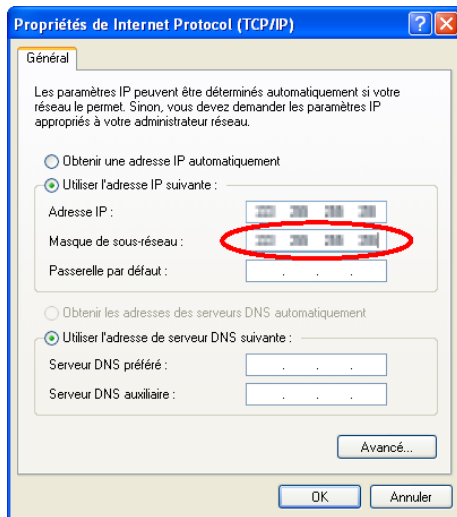 Propriétés de Internet Protocol (TCP/IP)
Général
Les paramètres IP peuvent être déterminés automatiquement si votre
réseau le permet. Sinon, vous devez demander les paramètres IP
appropriés à votre administrateur réseau.
Obtenir une adresse IP automatiquement
Utiliser l'adresse IP suivante :
Adresse IP :
Masque de sous-réseau :
Passerelle par défaut : . . .
Obtenir les adresses des serveurs DNS automatiquement
Utiliser l'adresse de serveur DNS suivante :
Serveur DNS préféré : . . .
Serveur DNS auxiliaire : . . .
Avancé...
OK Annuler